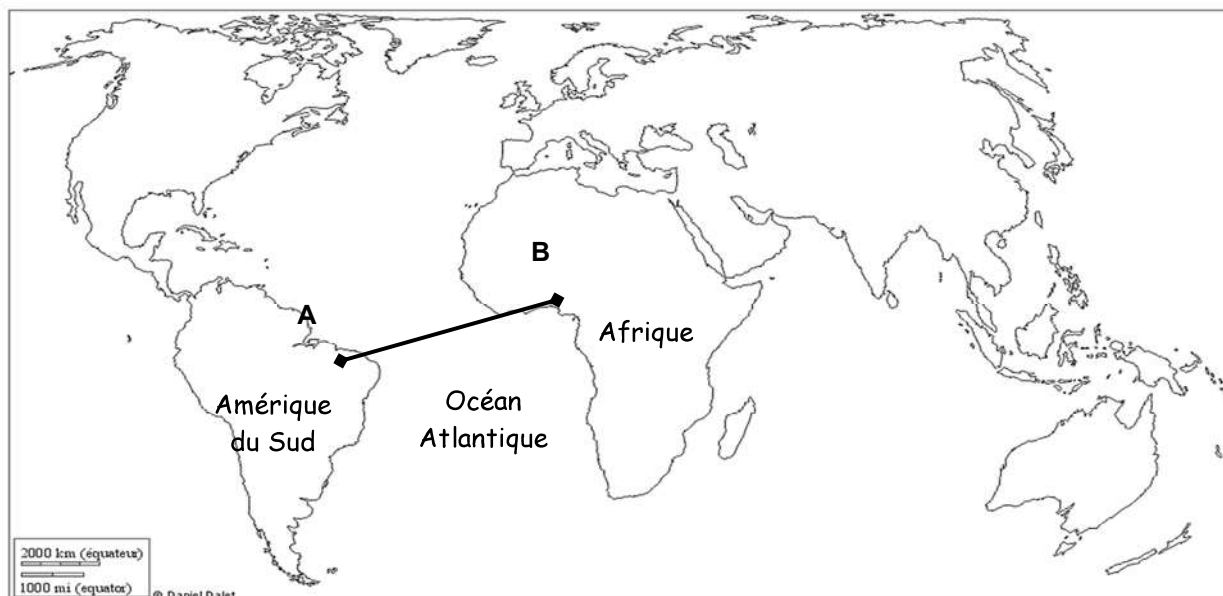 B
A
Afrique
Amérique
du Sud
Océan
Atlantique
2000 km (équateur)
1000 mi (equator)
© Daniel Dalet